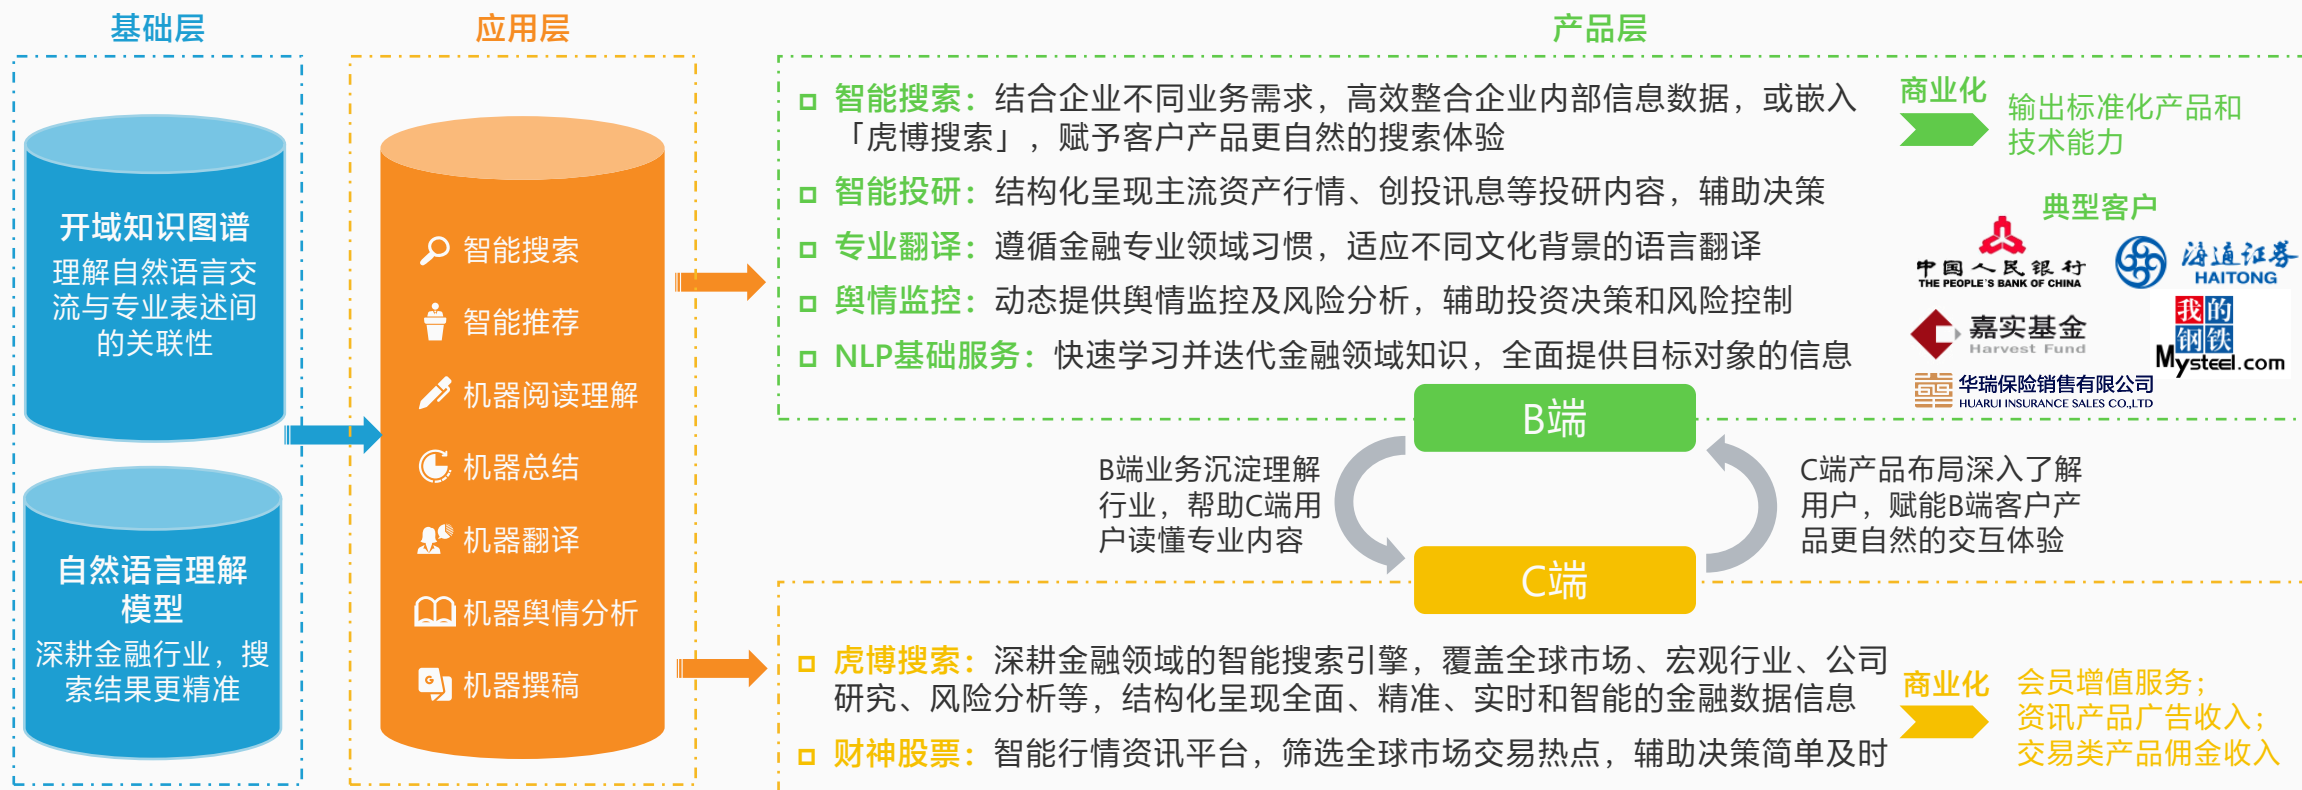 基础层
开域知识图谱
理解自然语言交
流与专业表述间
的关联性
自然语言理解
模型
深耕金融行业，搜
索结果更精准
应用层
智能搜索
智能推荐
机器阅读理解
机器总结
机器翻译
机器舆情分析
机器撰稿
产品层
智能搜索：结合企业不同业务需求，高效整合企业内部信息数据，或嵌入
「虎博搜索」，赋予客户产品更自然的搜索体验
智能投研：结构化呈现主流资产行情、创投讯息等投研内容，辅助决策
专业翻译：遵循金融专业领域习惯，适应不同文化背景的语言翻译
舆情监控：动态提供舆情监控及风险分析，辅助投资决策和风险控制
NLP基础服务：快速学习并迭代金融领域知识，全面提供目标对象的信息
商业化
输出标准化产品和
技术能力
典型客户
中国人民银行
THE PEOPLE'S BANK OF CHINA
海通证券
HAITONG
嘉实基金
Harvest Fund
我的
钢铁
Mysteel.com
华瑞保险销售有限公司
HUARUI INSURANCE SALES CO.,LTD
B端
B端业务沉淀理解
行业，帮助C端用
户读懂专业内容
C端产品布局深入了解
用户，赋能B端客户产
品更自然的交互体验
C端
虎博搜索：深耕金融领域的智能搜索引擎，覆盖全球市场、宏观行业、公司
研究、风险分析等，结构化呈现全面、精准、实时和智能的金融数据信息
财神股票：智能行情资讯平台，筛选全球市场交易热点，辅助决策简单及时
商业化
会员增值服务；
资讯产品广告收入；
交易类产品佣金收入